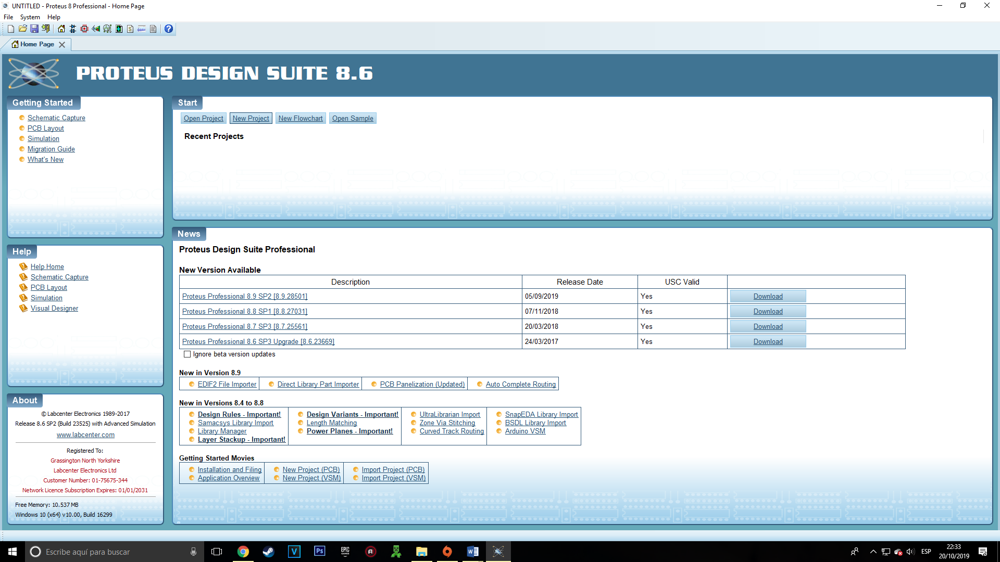 UNTITLED - Proteus 8 Professional - Home Page
File System Help
Home Page
PROTEUS DESIGN SUITE 8.6
Getting Started
Schematic Capture
PCB Layout
Simulation
Migration Guide
What's New
Help
Help Home
Schematic Capture
PCB Layout
Simulation
Visual Designer
About
© Labcenter Electronics 1989-2017
Release 8.6 SP2 (Build 23525) with Advanced Simulation
www.labcenter.com
Registered To:
Grassington North Yorkshire
Labcenter Electronics Ltd
Customer Number: 01-75675-344
Network Licence Subscription Expires: 01/01/2031
Free Memory: 10.537 MB
Windows 10 (x64) v10.00, Build 16299
Start
Open Project New Project New Flowchart Open Sample
Recent Projects
News
Proteus Design Suite Professional
New Version Available
Description Release Date USC Valid
Proteus Professional 8.9 SP2 [8.9.28501] 05/09/2019 Yes Download
Proteus Professional 8.8 SP1 [8.8.27031] 07/11/2018 Yes Download
Proteus Professional 8.7 SP3 [8.7.25561] 20/03/2018 Yes Download
Proteus Professional 8.6 SP3 Upgrade [8.6.23669] 24/03/2017 Yes Download
Ignore beta version updates
New in Version 8.9
EDIF2 File Importer Direct Library Part Importer PCB Panelization (Updated) Auto Complete Routing
New in Versions 8.4 to 8.8
Design Rules - Important! Design Variants - Important! UltraLibrarian Import SnapEDA Library Import
Samacsys Library Import Length Matching Zone Via Stitching BSDL Library Import
Library Manager Power Planes - Important! Curved Track Routing Arduino VSM
Layer Stackup - Important!
Getting Started Movies
Installation and Filing New Project (PCB) Import Project (PCB)
Application Overview New Project (VSM) Import Project (VSM)
Escribe aquí para buscar
V
Ps
EPIC
GAMES
W
ESP
22:33
20/10/2019